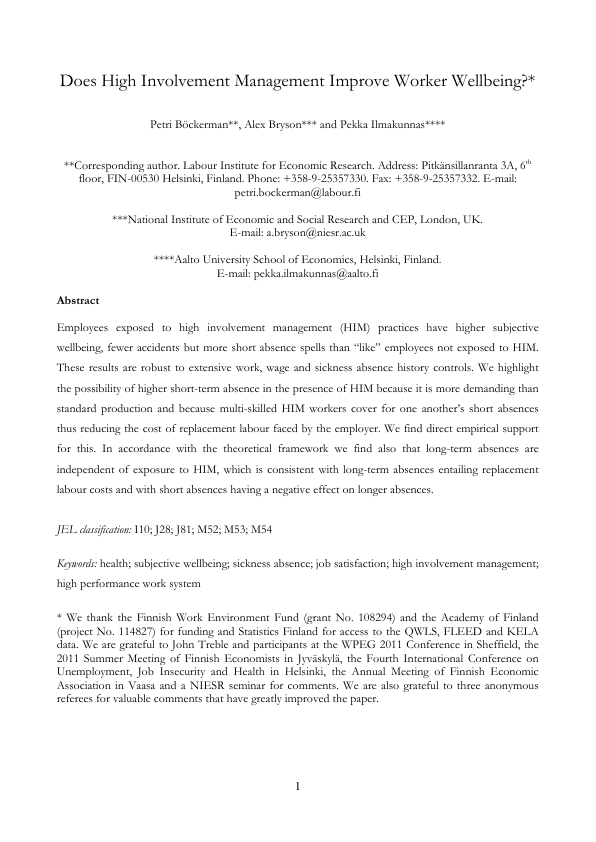 Does High Involvement Management Improve Worker Wellbeing?*
Petri Böckerman**, Alex Bryson*** and Pekka Ilmakunnas****
**Corresponding author. Labour Institute for Economic Research. Address: Pitkänsillanranta 3A, 6th
floor, FIN-00530 Helsinki, Finland. Phone: +358-9-25357330. Fax: +358-9-25357332. E-mail:
petri.bockerman@labour.fi
***National Institute of Economic and Social Research and CEP, London, UK.
E-mail: a.bryson@niesr.ac.uk
****Aalto University School of Economics, Helsinki, Finland.
E-mail: pekka.ilmakunnas@aalto.fi
Abstract
Employees exposed to high involvement management (HIM) practices have higher subjective
wellbeing, fewer accidents but more short absence spells than “like” employees not exposed to HIM.
These results are robust to extensive work, wage and sickness absence history controls. We highlight
the possibility of higher short-term absence in the presence of HIM because it is more demanding than
standard production and because multi-skilled HIM workers cover for one another’s short absences
thus reducing the cost of replacement labour faced by the employer. We find direct empirical support
for this. In accordance with the theoretical framework we find also that long-term absences are
independent of exposure to HIM, which is consistent with long-term absences entailing replacement
labour costs and with short absences having a negative effect on longer absences.
JEL classification: I10; J28; J81; M52; M53; M54
Keywords: health; subjective wellbeing; sickness absence; job satisfaction; high involvement management;
high performance work system
* We thank the Finnish Work Environment Fund (grant No. 108294) and the Academy of Finland
(project No. 114827) for funding and Statistics Finland for access to the QWLS, FLEED and KELA
data. We are grateful to John Treble and participants at the WPEG 2011 Conference in Sheffield, the
2011 Summer Meeting of Finnish Economists in Jyväskylä, the Fourth International Conference on
Unemployment, Job Insecurity and Health in Helsinki, the Annual Meeting of Finnish Economic
Association in Vaasa and a NIESR seminar for comments. We are also grateful to three anonymous
referees for valuable comments that have greatly improved the paper.
1